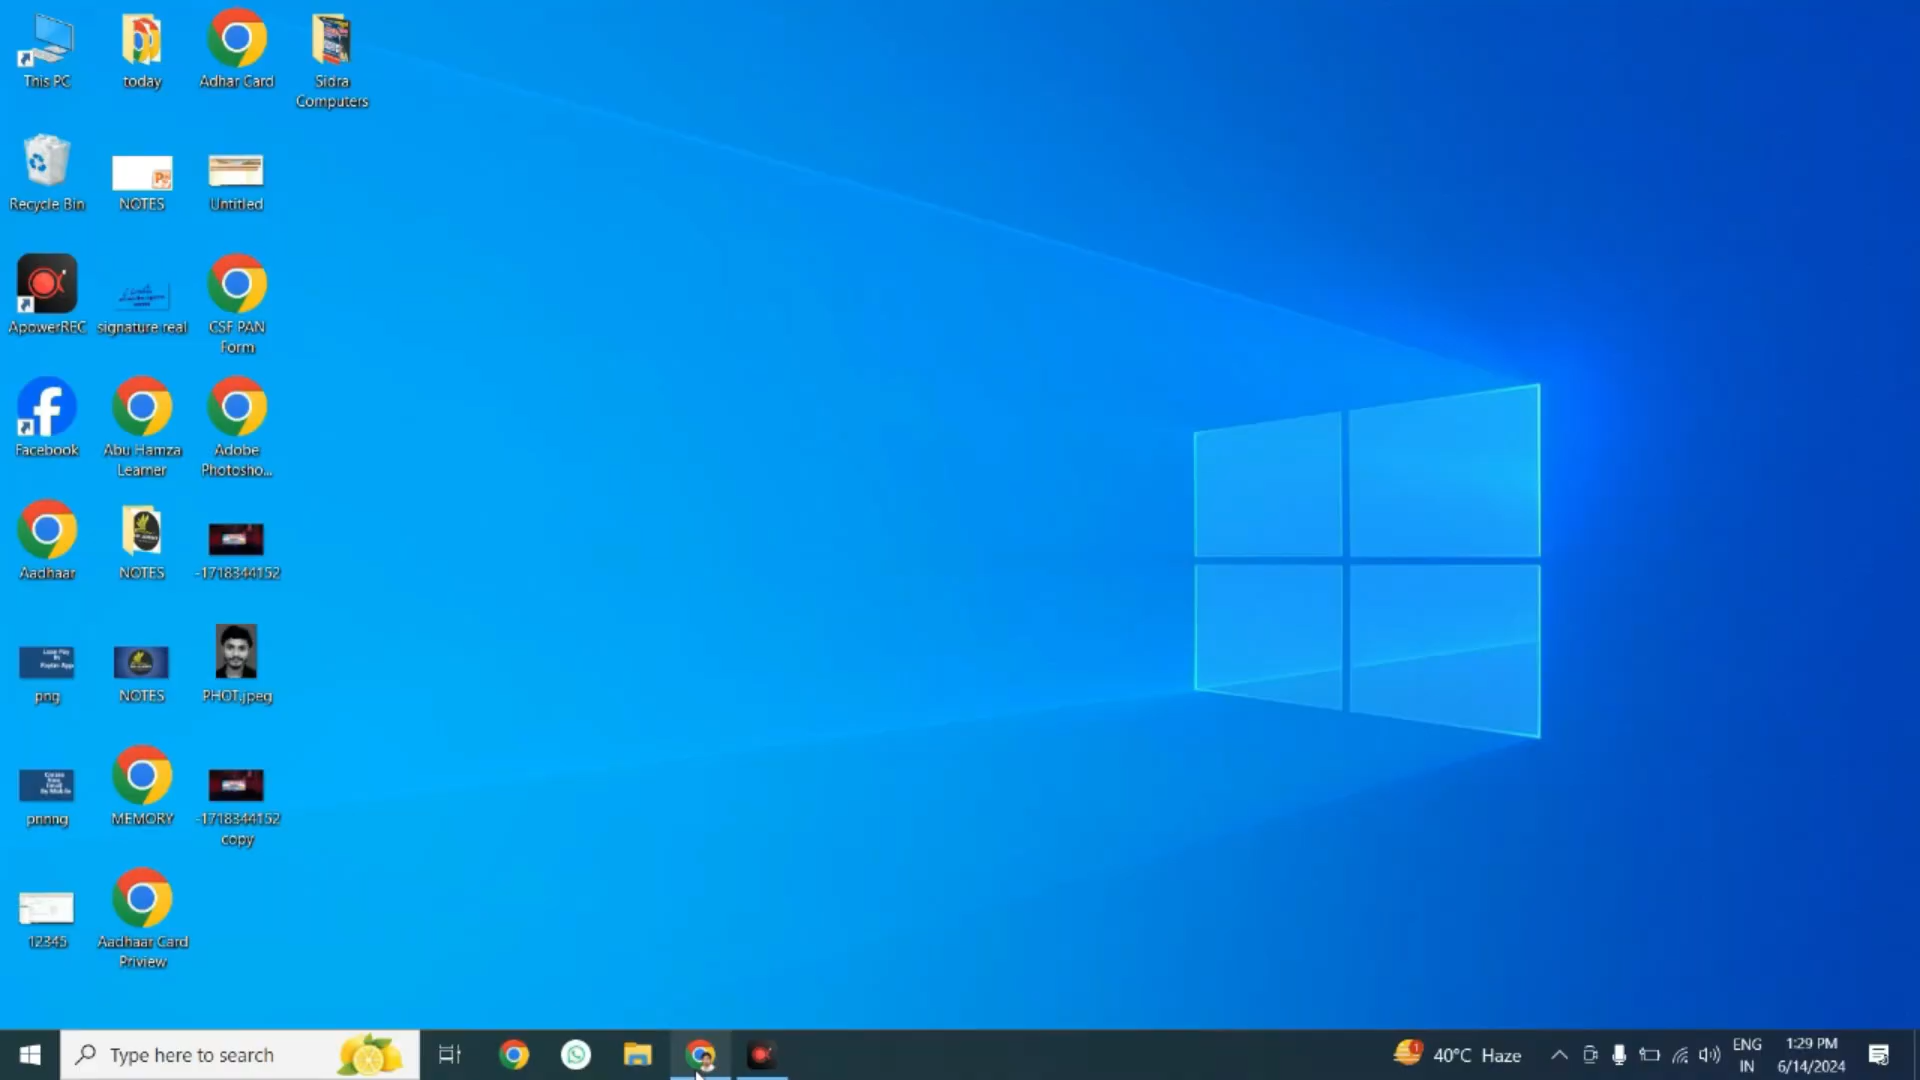 This PC
today
Adhar Card
Sidra
Computers
Recycle Bin
NOTES
Untitled
ApowerREC
signature real
CSF PAN
Form
Facebook
Abu Hamza
Learner
Adobe
Photosho...
Aadhaar
NOTES
-1718344152
png
NOTES
PHOT.jpeg
pnnng
MEMORY
-1718344152
copy
12345
Aadhaar Card
Priview
Type here to search
1
40°C Haze
ENG
IN
1:29 PM
6/14/2024